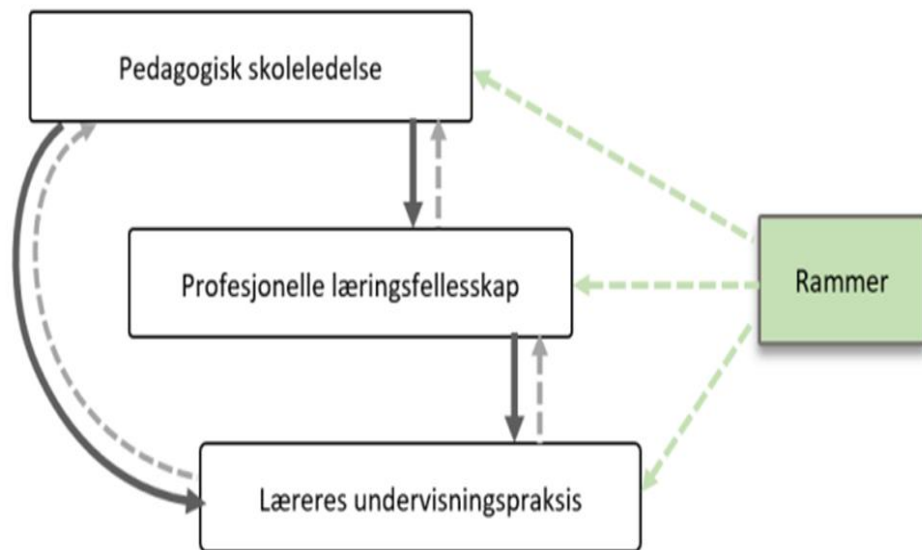 Pedagogisk skoleledelse
Profesjonelle læringsfellesskap
Rammer
Læreres undervisningspraksis